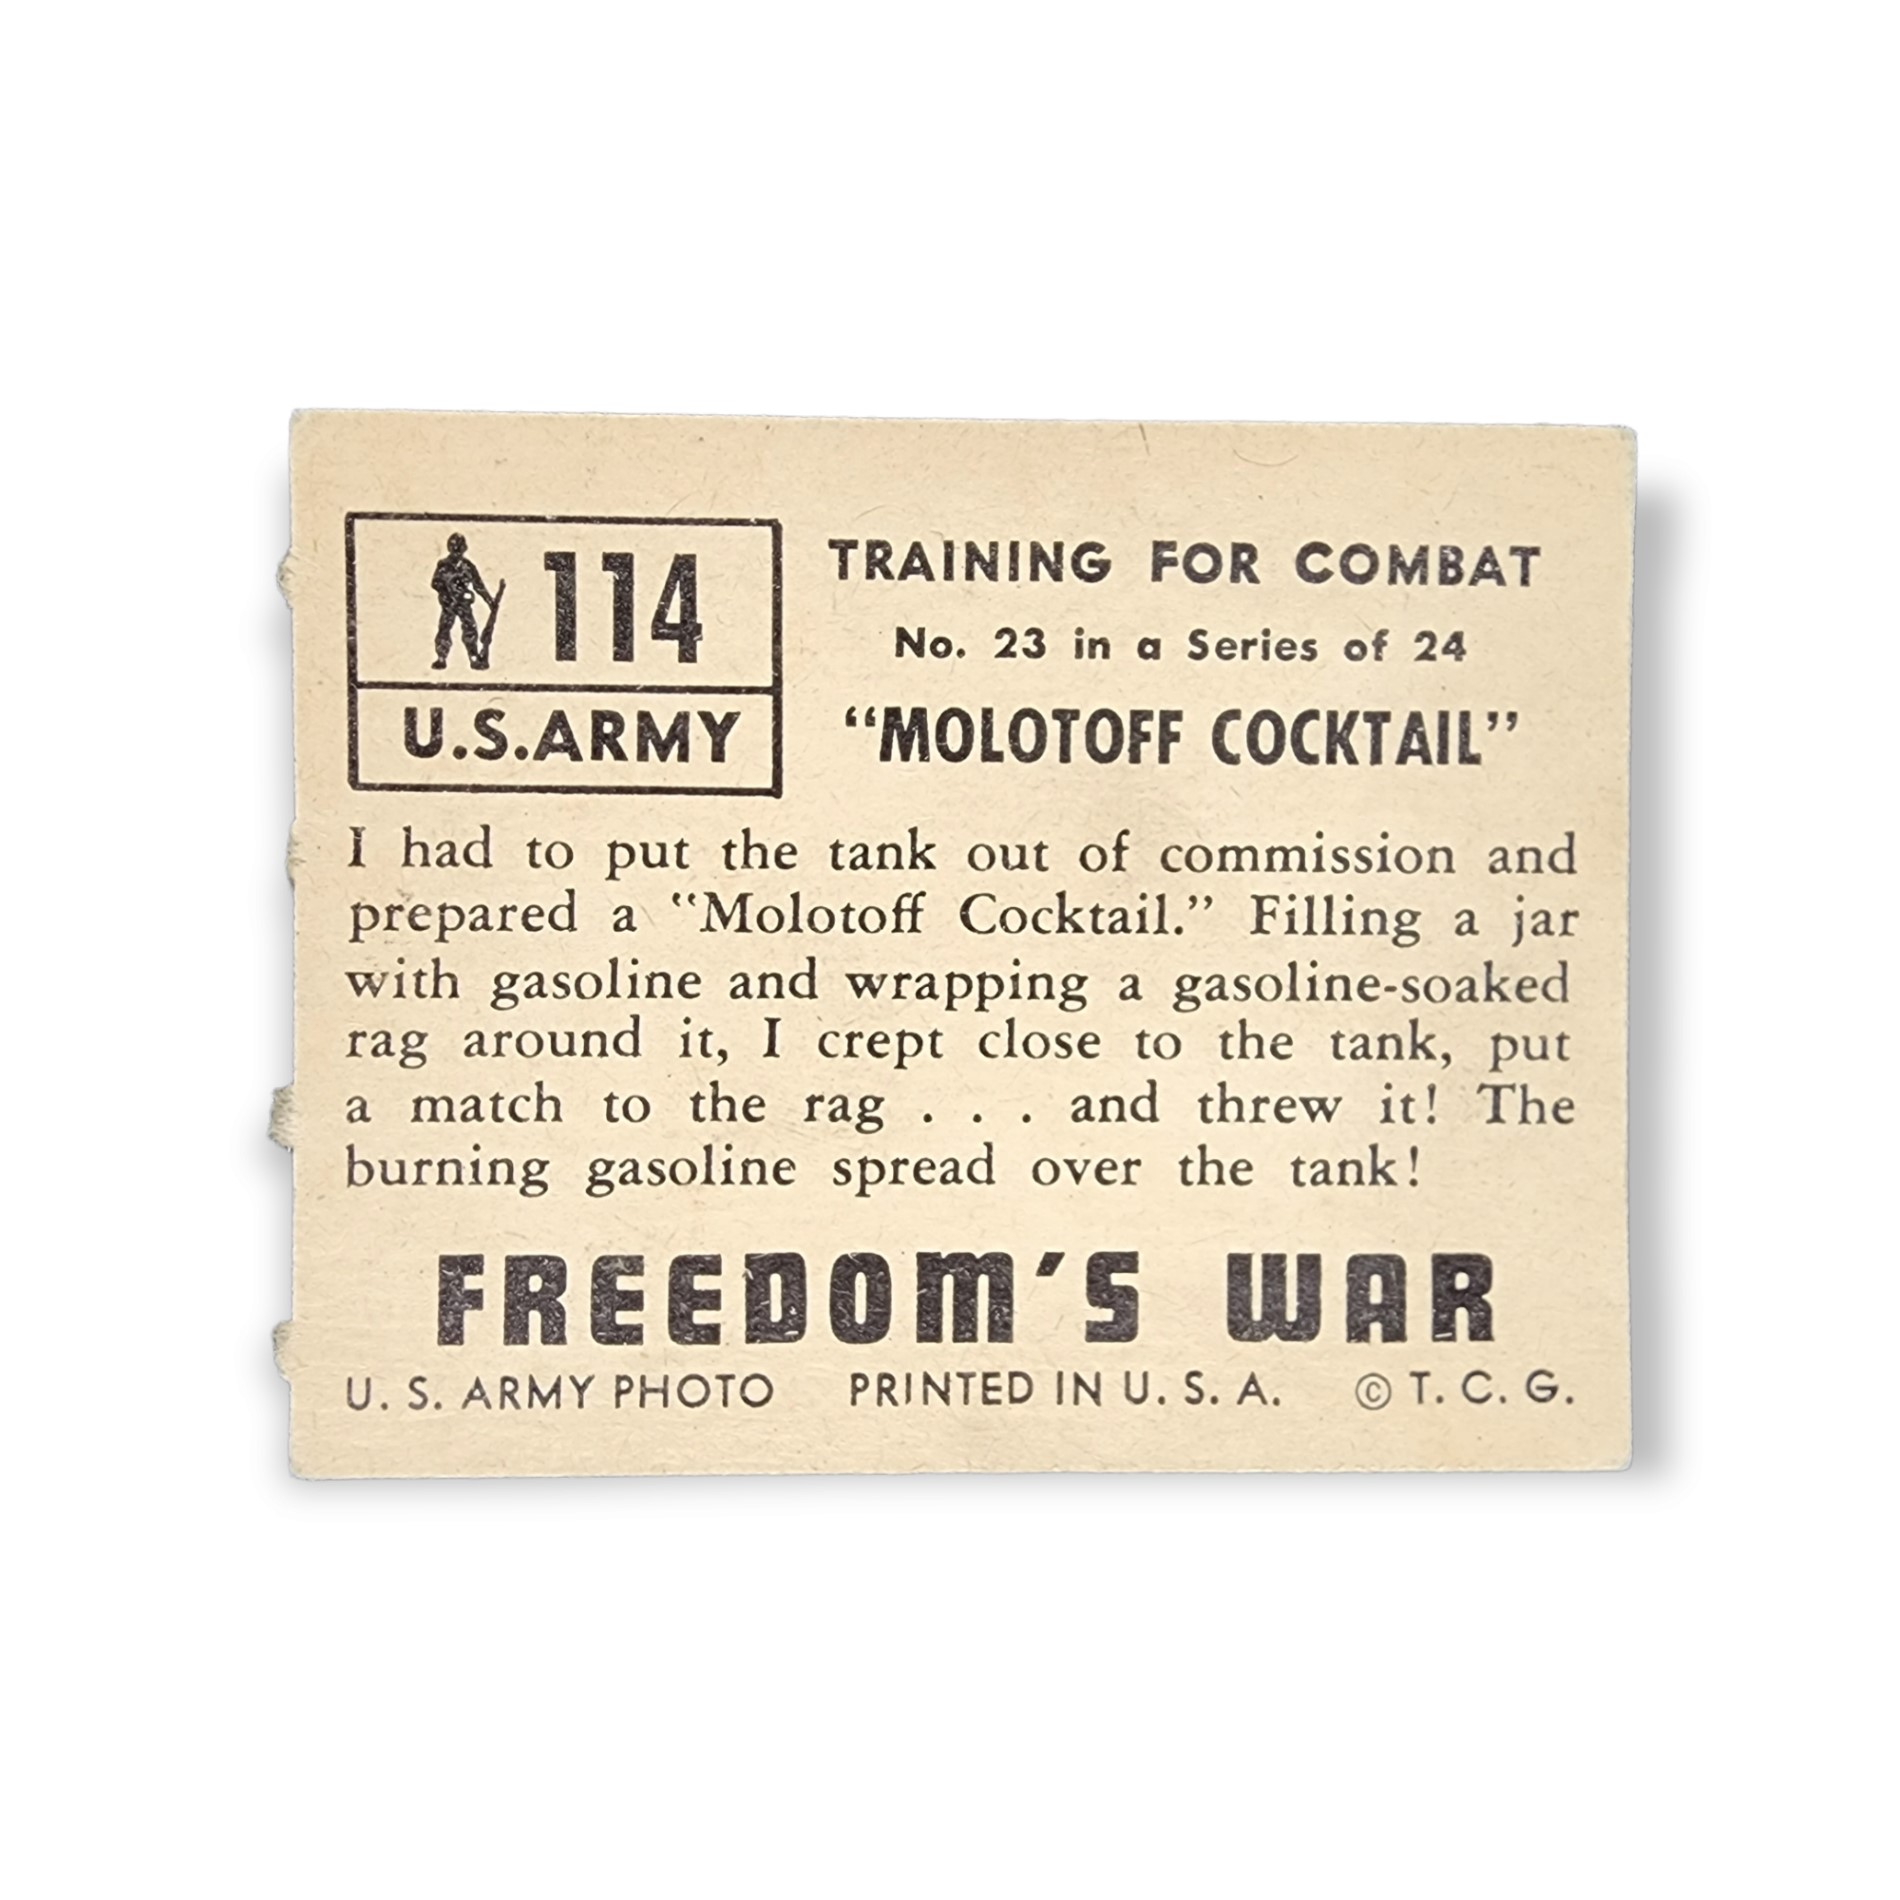 114
U.S.ARMY
TRAINING FOR COMBAT
No. 23 in a Series of 24
“MOLOTOFF COCKTAIL”
I had to put the tank out of commission and
prepared a “Molotoff Cocktail.” Filling a jar
with gasoline and wrapping a gasoline-soaked
rag around it, I crept close to the tank, put
a match to the rag . . . and threw it! The
burning gasoline spread over the tank!
FREEDOM’S WAR
U. S. ARMY PHOTO PRINTED IN U. S. A. © T. C. G.